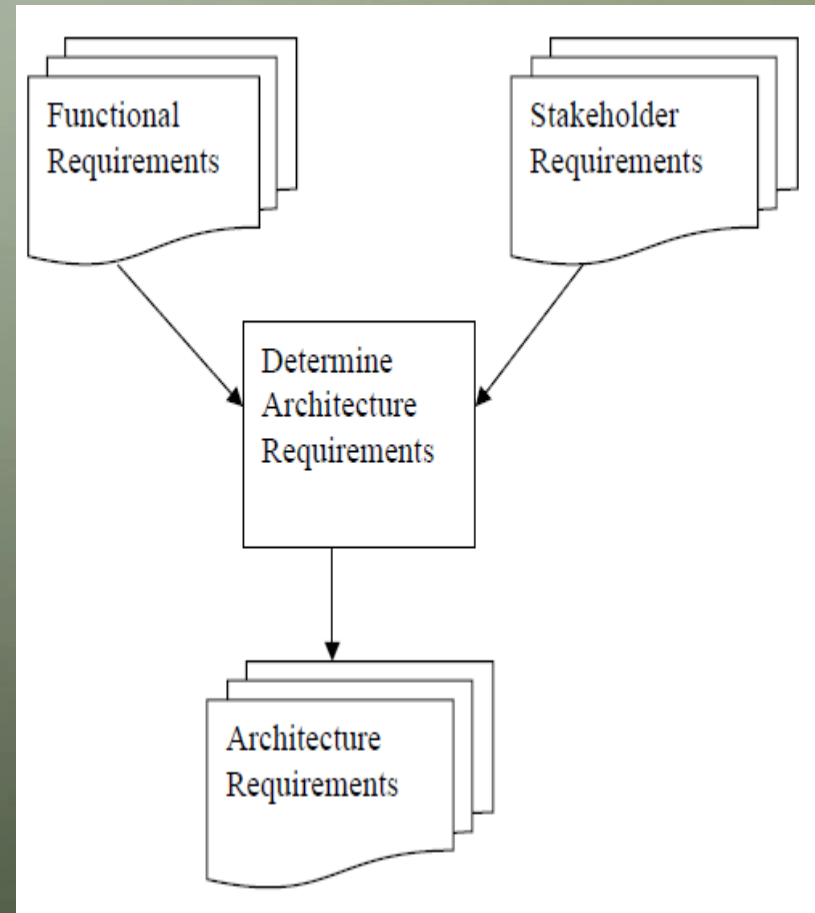 Functional
Requirements
Stakeholder
Requirements
Determine
Architecture
Requirements
Architecture
Requirements